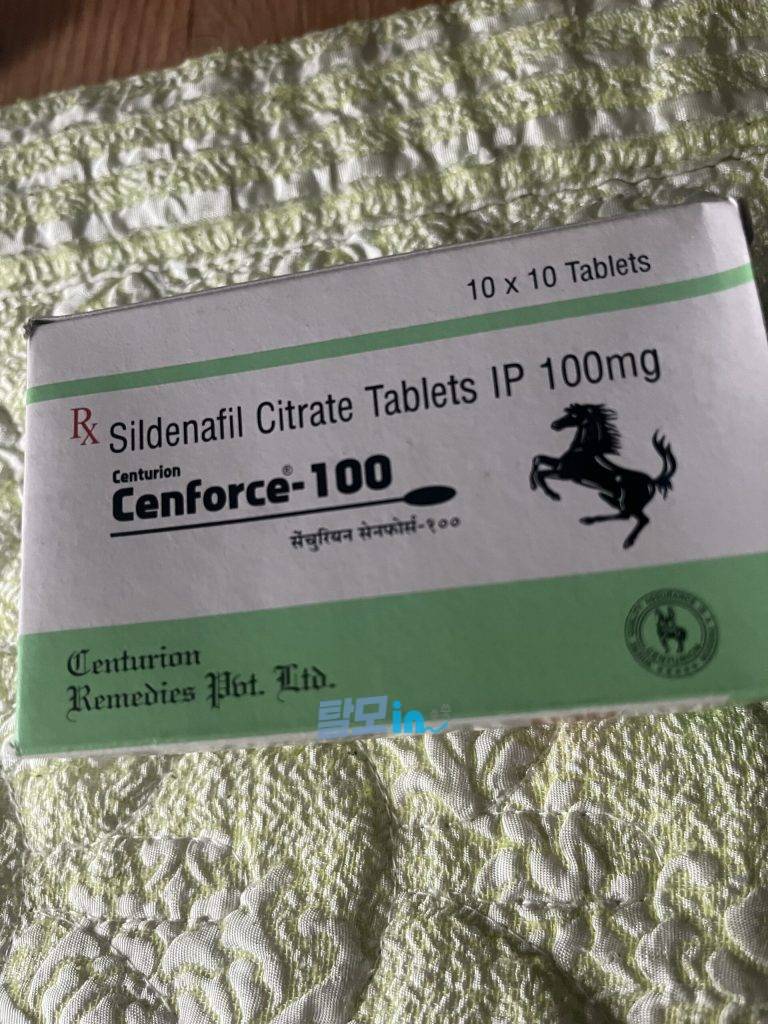 10 x 10 Tablets
Rx Sildenafil Citrate Tablets IP 100mg
Centurion
Cenforce®-100
सेंचुरियन सेनफोर्स-१००
Centurion
Remedies Pvt. Ltd.
탈모in
CENTURION